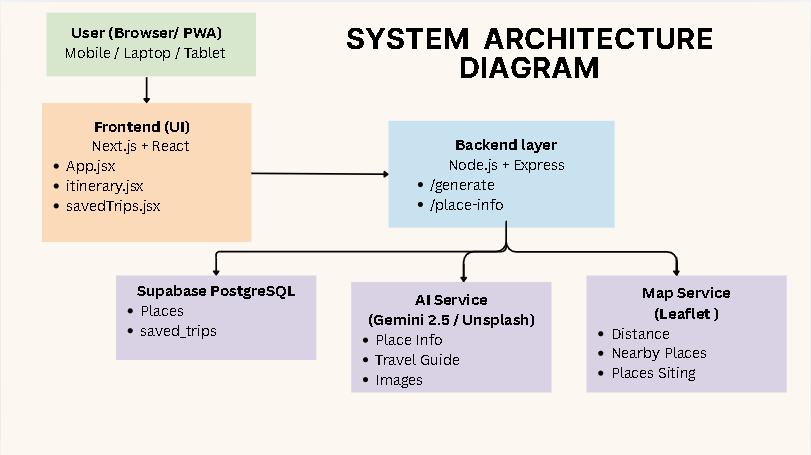 SYSTEM ARCHITECTURE
DIAGRAM
User (Browser/ PWA)
Mobile / Laptop / Tablet
Frontend (UI)
Next.js + React
• App.jsx
• itinerary.jsx
• savedTrips.jsx
Backend layer
Node.js + Express
• /generate
• /place-info
Supabase PostgreSQL
• Places
• saved_trips
AI Service
(Gemini 2.5 / Unsplash)
• Place Info
• Travel Guide
• Images
Map Service
(Leaflet )
• Distance
• Nearby Places
• Places Siting